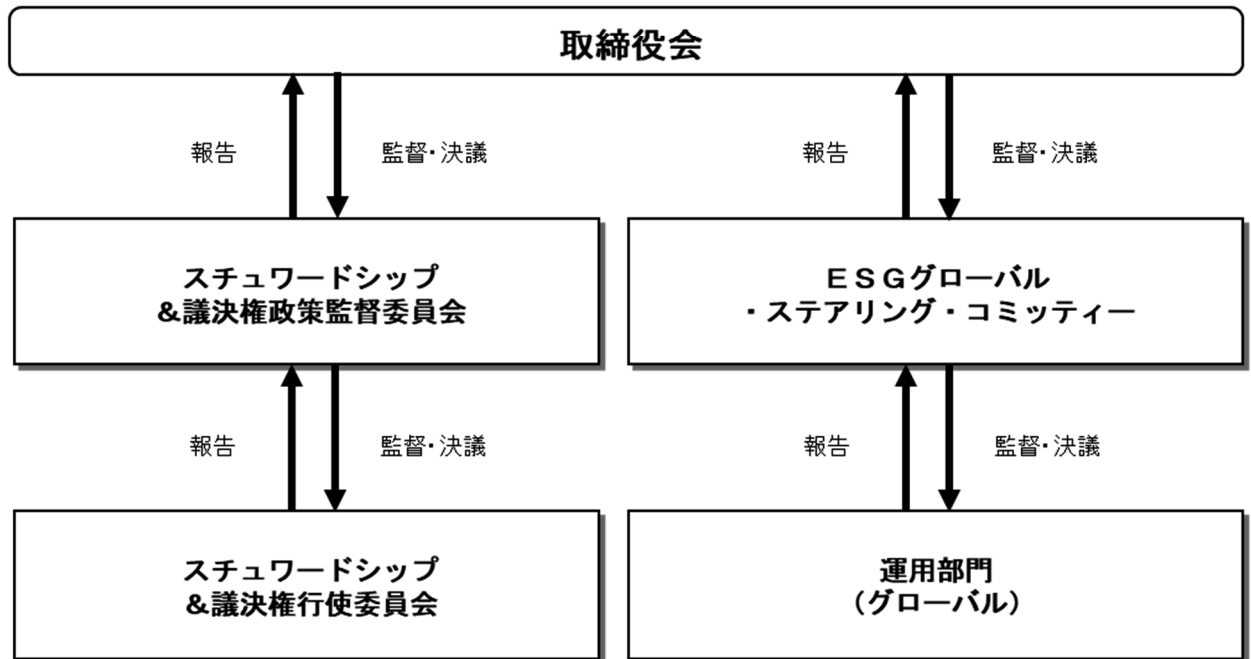 取締役会
報告
監督・決議
報告
監督・決議
スチュワードシップ
&議決権政策監督委員会
ESGグローバル
・ステアリング・コミッティー
報告
監督・決議
報告
監督・決議
スチュワードシップ
&議決権行使委員会
運用部門
(グローバル)